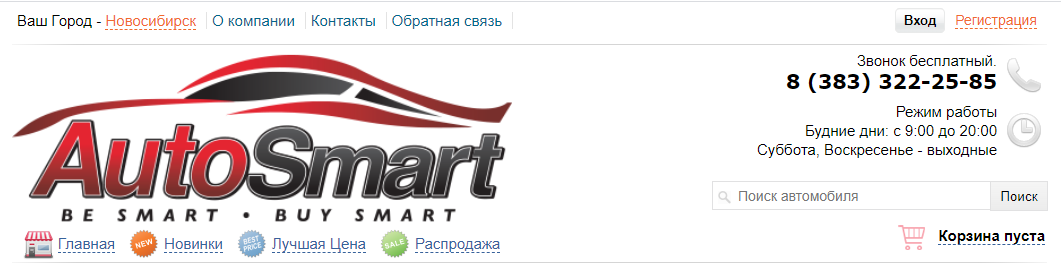 Ваш Город - Новосибирск О компании Контакты Обратная связь Вход Регистрация
Звонок бесплатный.
8 (383) 322-25-85
Режим работы
Будние дни: с 9:00 до 20:00
Суббота, Воскресенье - выходные
AutoSmart
BE SMART • BUY SMART
Поиск автомобиля Поиск
NEW BEST PRICE SALE
Главная Новинки Лучшая Цена Распродажа Корзина пуста